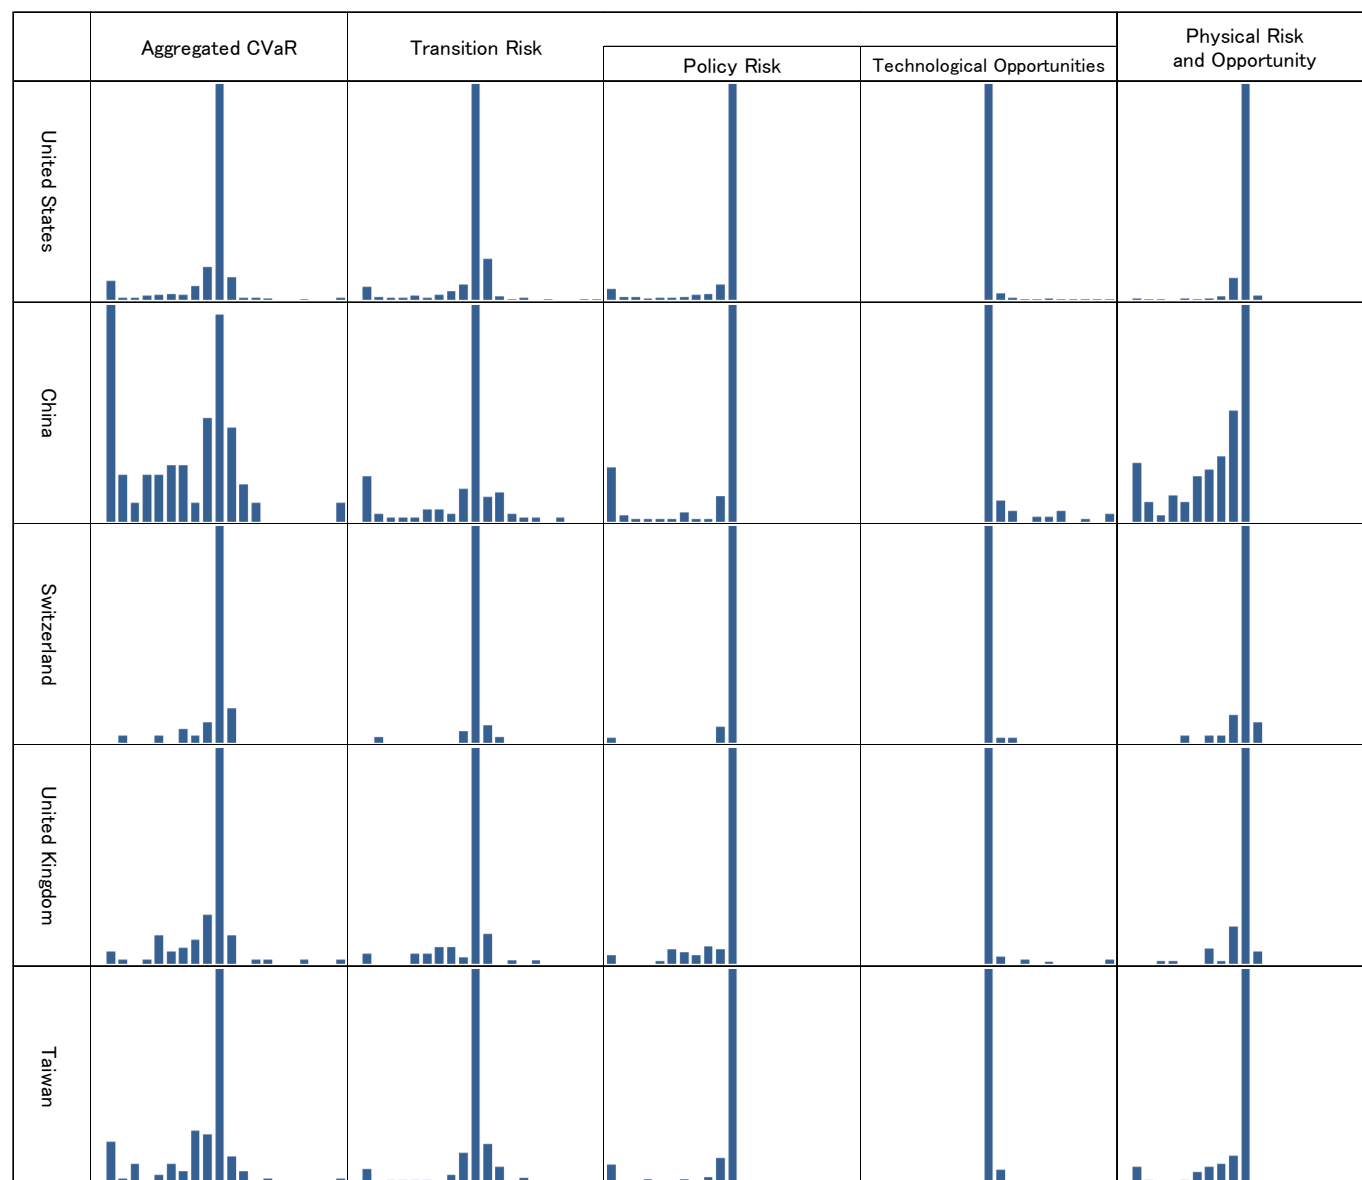 Aggregated CVaR
Transition Risk
Policy Risk
Technological Opportunities
Physical Risk
and Opportunity
United States
China
Switzerland
United Kingdom
Taiwan